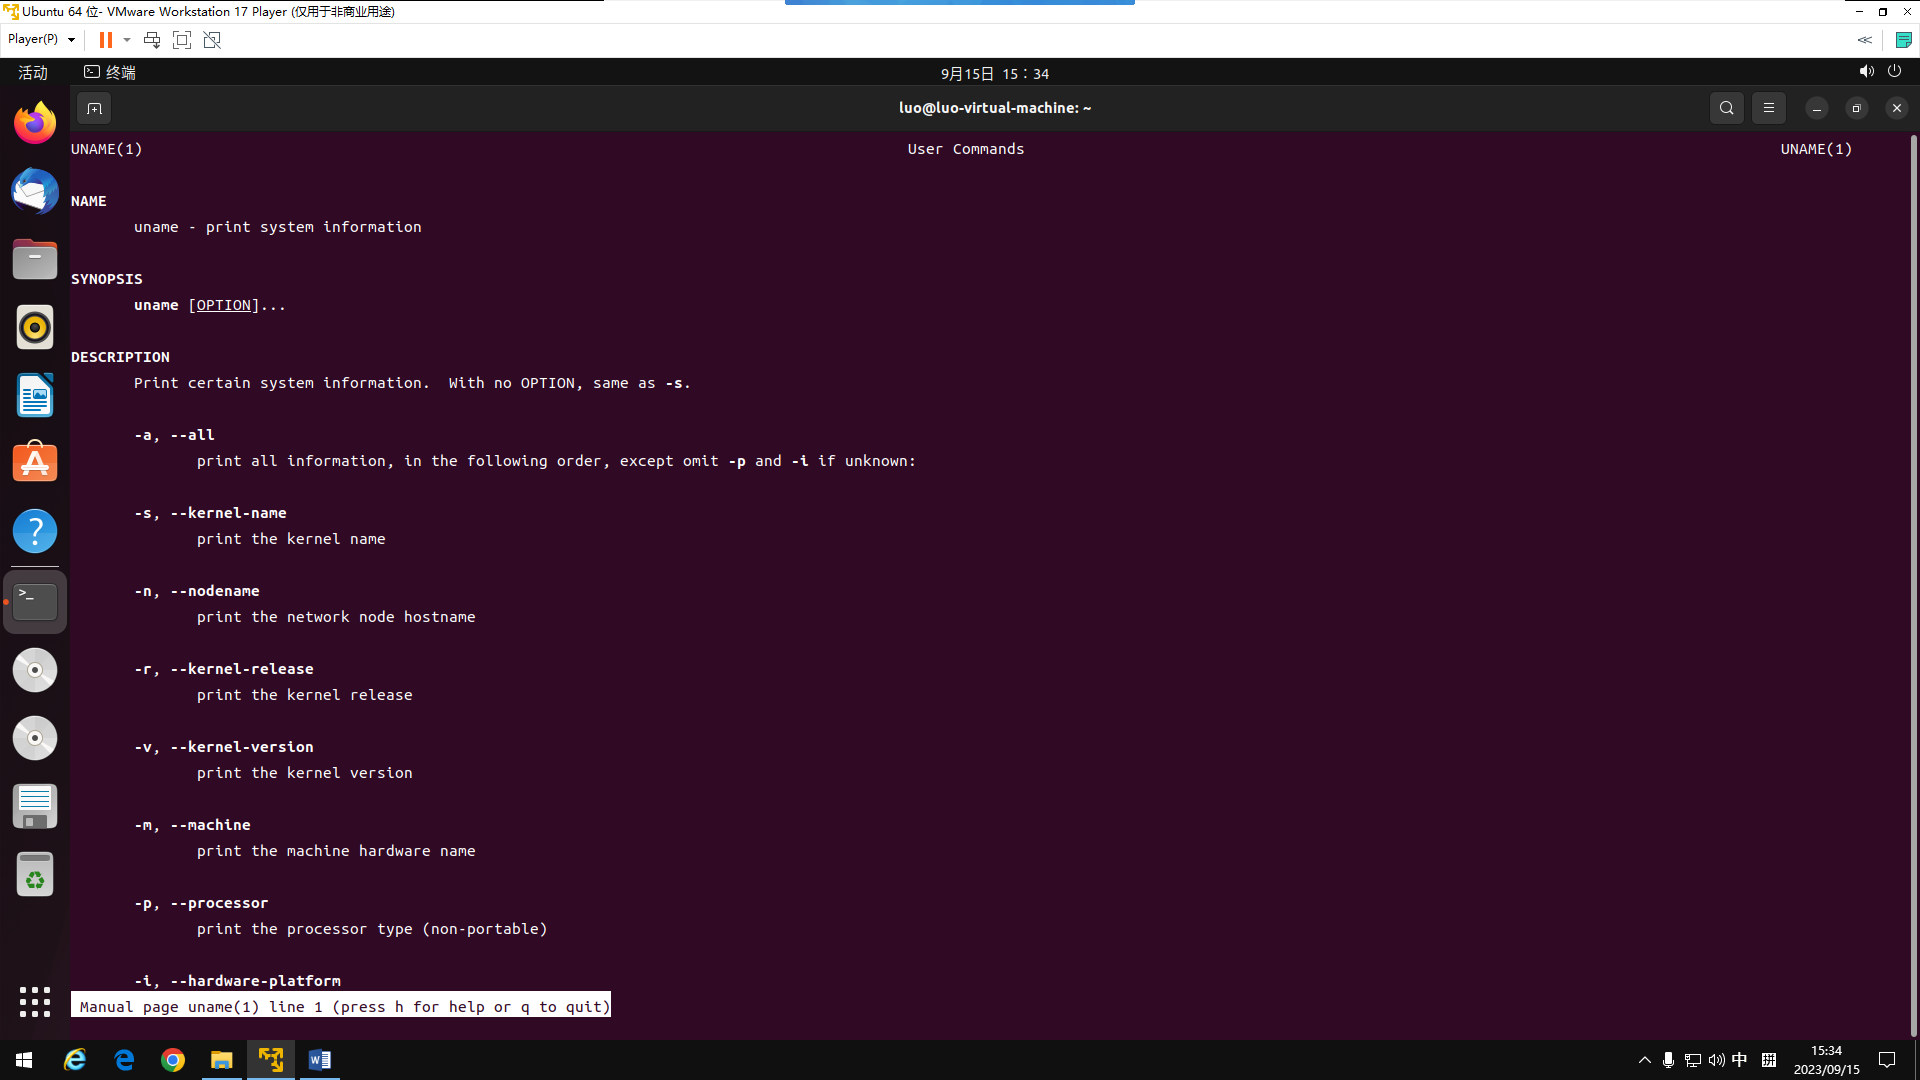 Ubuntu 64 位- VMware Workstation 17 Player (仅用于非商业用途)
Player(P)
活动 终端 9月15日 15：34
luo@luo-virtual-machine: ~
UNAME(1) User Commands UNAME(1)
NAME
uname - print system information
SYNOPSIS
uname [OPTION]...
DESCRIPTION
Print certain system information.  With no OPTION, same as -s.
-a, --all
print all information, in the following order, except omit -p and -i if unknown:
-s, --kernel-name
print the kernel name
-n, --nodename
print the network node hostname
-r, --kernel-release
print the kernel release
-v, --kernel-version
print the kernel version
-m, --machine
print the machine hardware name
-p, --processor
print the processor type (non-portable)
-i, --hardware-platform
Manual page uname(1) line 1 (press h for help or q to quit)
中 拼 15:34
2023/09/15